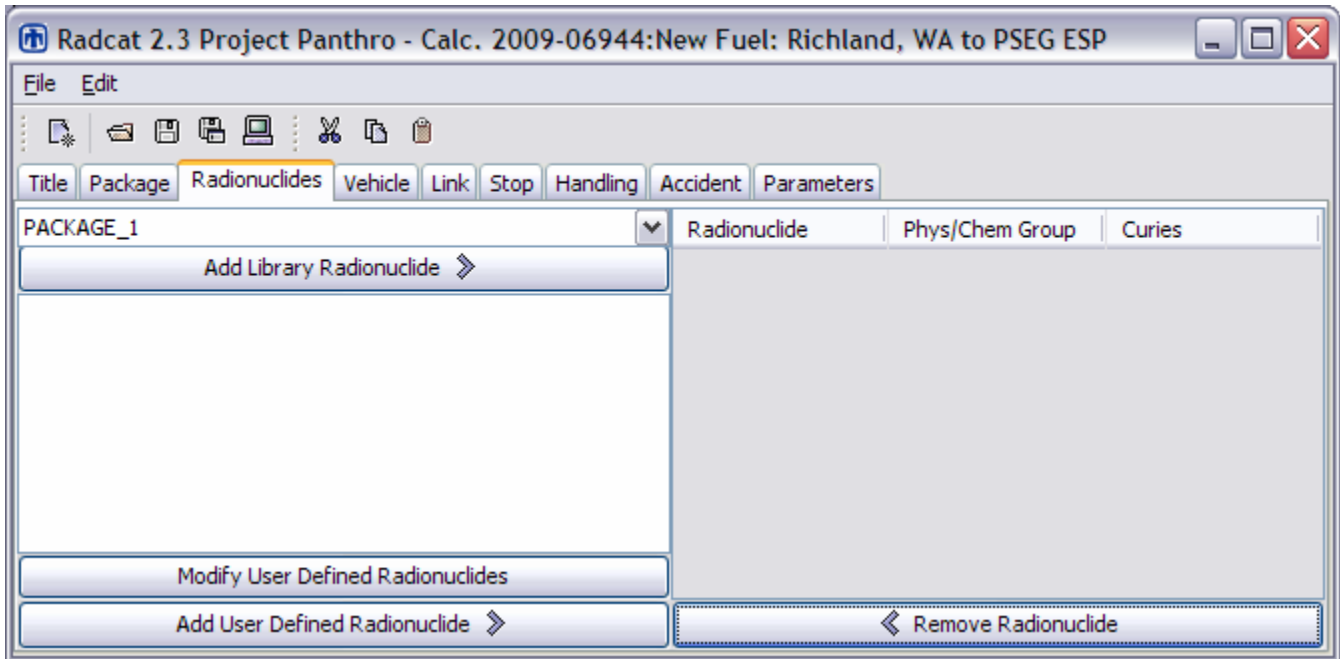 Radcat 2.3 Project Panthro - Calc. 2009-06944:New Fuel: Richland, WA to PSEG ESP
File Edit
Title Package Radionuclides Vehicle Link Stop Handling Accident Parameters
PACKAGE_1 Radionuclide Phys/Chem Group Curies
Add Library Radionuclide
Modify User Defined Radionuclides
Add User Defined Radionuclide Remove Radionuclide